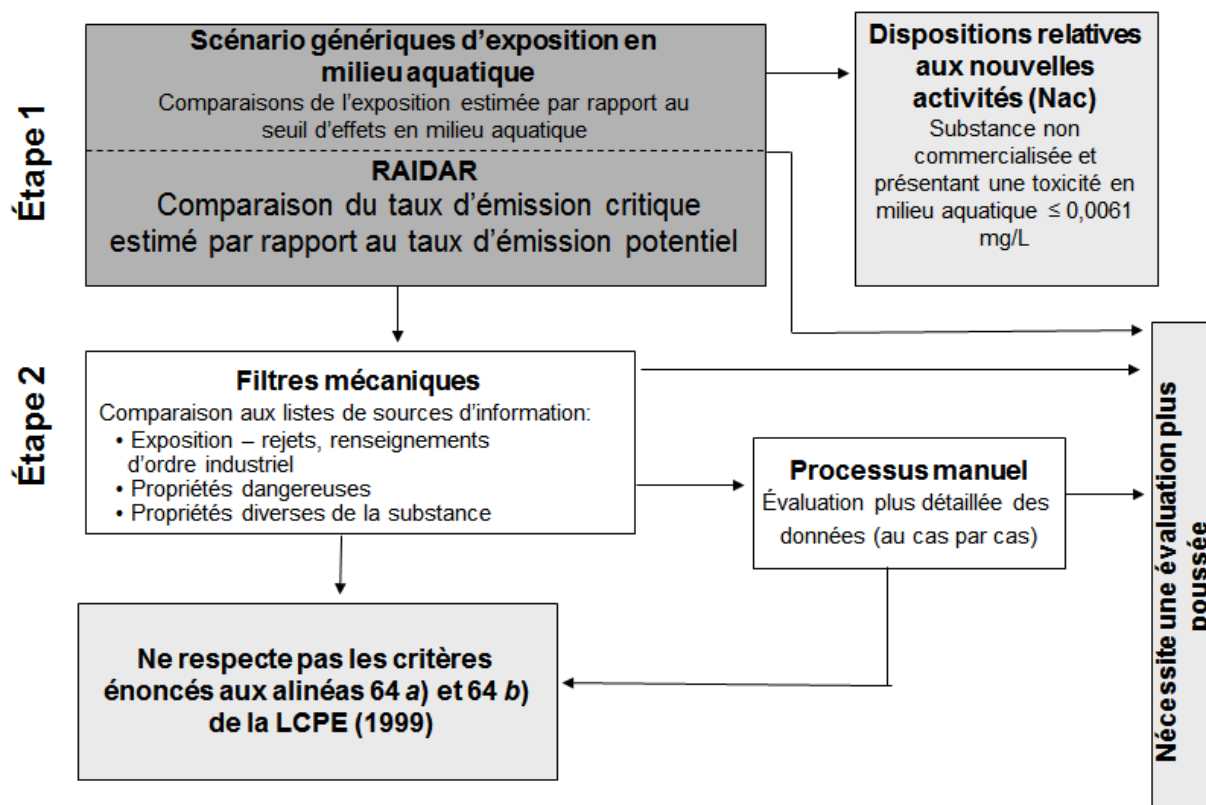 Étape 1
Scénario génériques d’exposition en
milieu aquatique
Comparaisons de l’exposition estimée par rapport au
seuil d’effets en milieu aquatique
RAIDAR
Comparaison du taux d’émission critique
estimé par rapport au taux d’émission potentiel
Dispositions relatives
aux nouvelles
activités (Nac)
Substance non
commercialisée et
présentant une toxicité en
milieu aquatique ≤ 0,0061
mg/L
Étape 2
Filtres mécaniques
Comparaison aux listes de sources d’information:
• Exposition – rejets, renseignements
d’ordre industriel
• Propriétés dangereuses
• Propriétés diverses de la substance
Processus manuel
Évaluation plus détaillée des
données (au cas par cas)
Ne respecte pas les critères
énoncés aux alinéas 64 a) et 64 b)
de la LCPE (1999)
Nécessite une évaluation plus
poussée